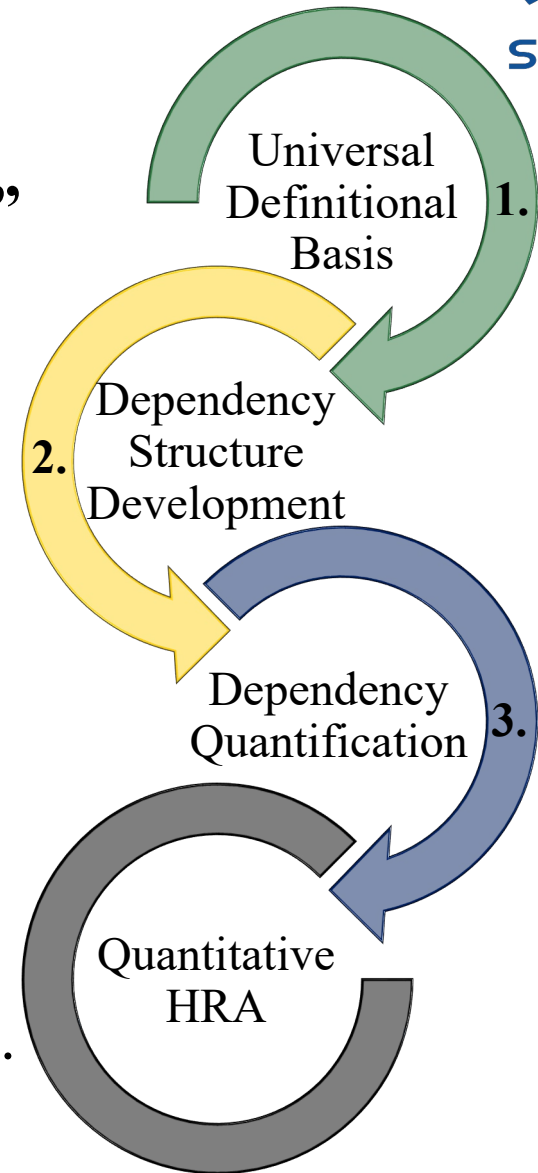 S
”
Universal
Definitional
Basis
1.
Dependency
Structure
Development
2.
Dependency
Quantification
3.
Quantitative
HRA
.